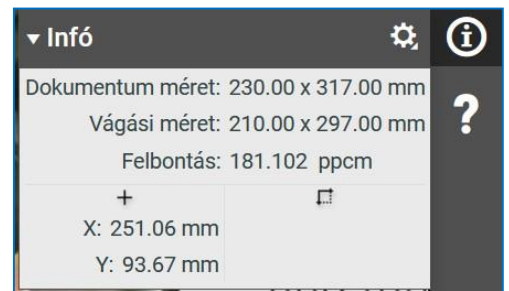 Infó
Dokumentum méret: 230.00 x 317.00 mm
Vágási méret: 210.00 x 297.00 mm
Felbontás: 181.102 ppcm
X: 251.06 mm
Y: 93.67 mm